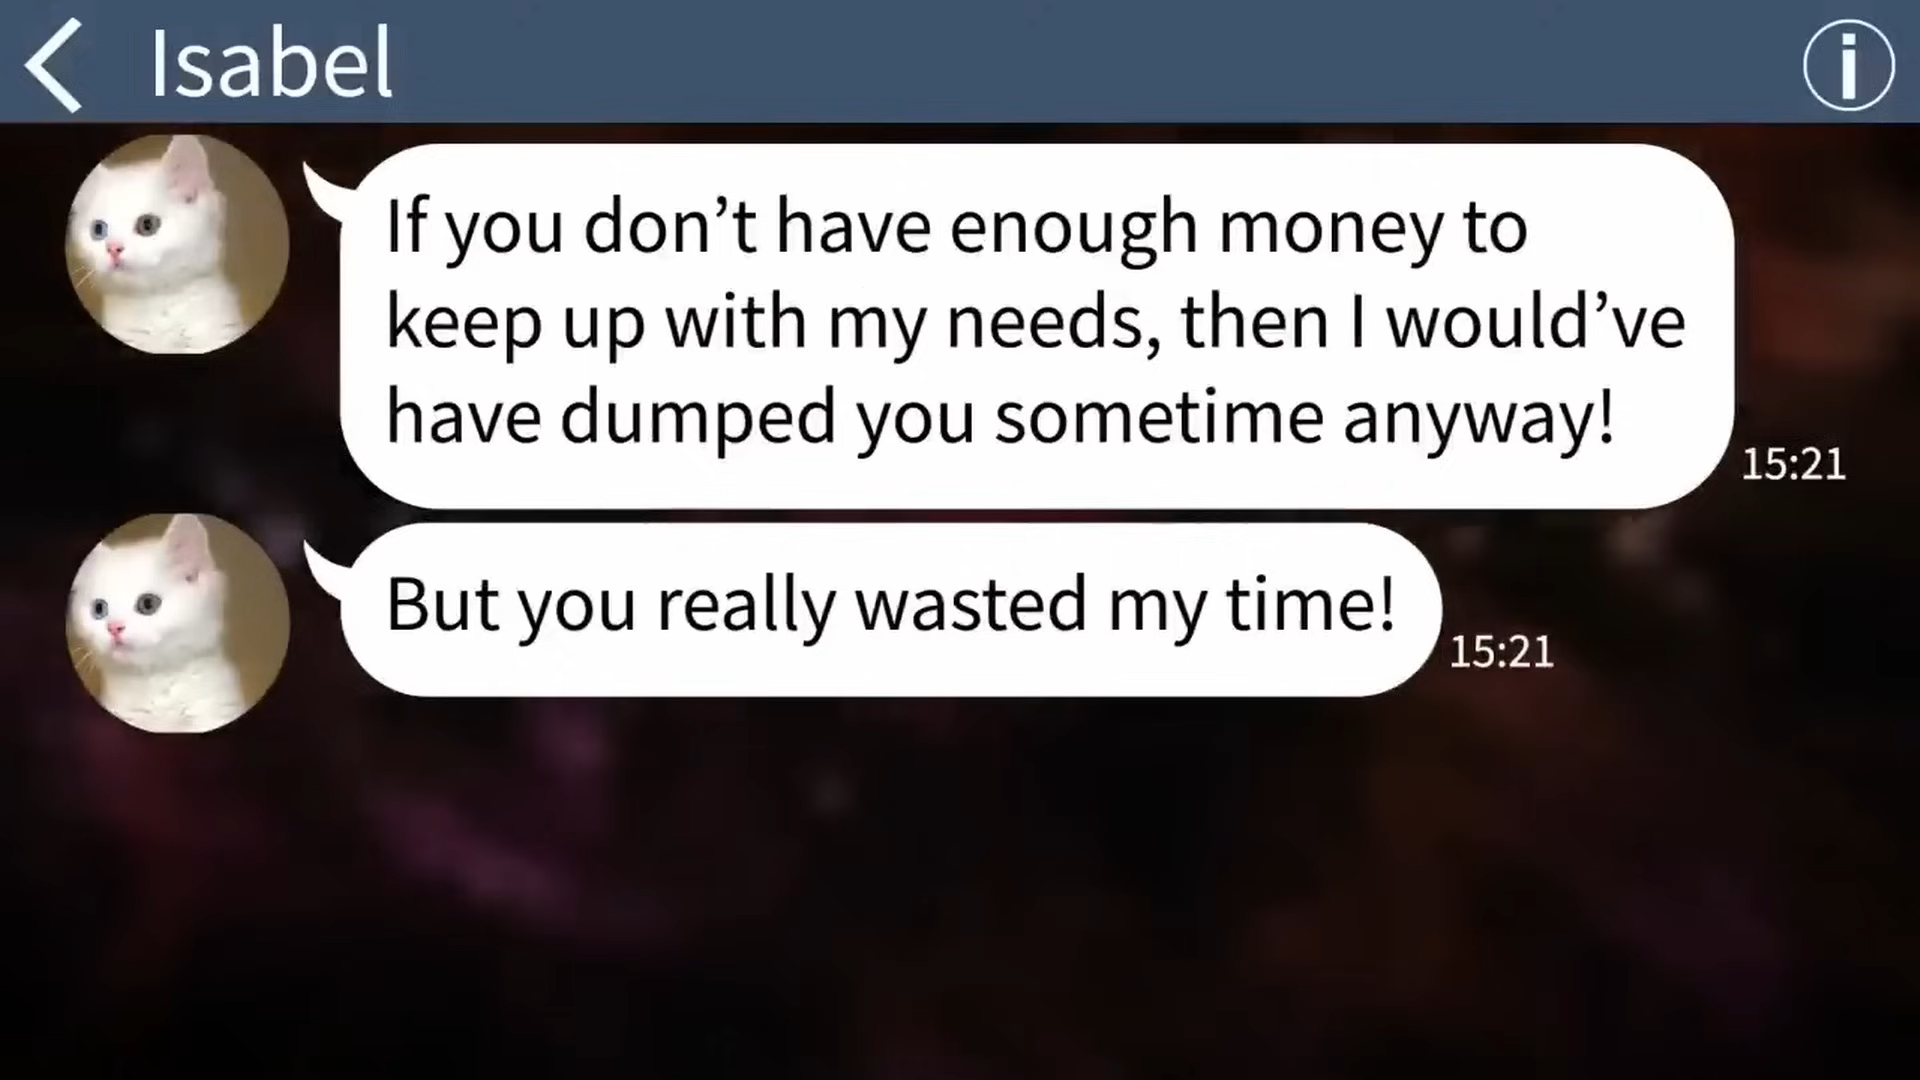 Isabel
If you don’t have enough money to
keep up with my needs, then I would’ve
have dumped you sometime anyway!
15:21
But you really wasted my time!
15:21